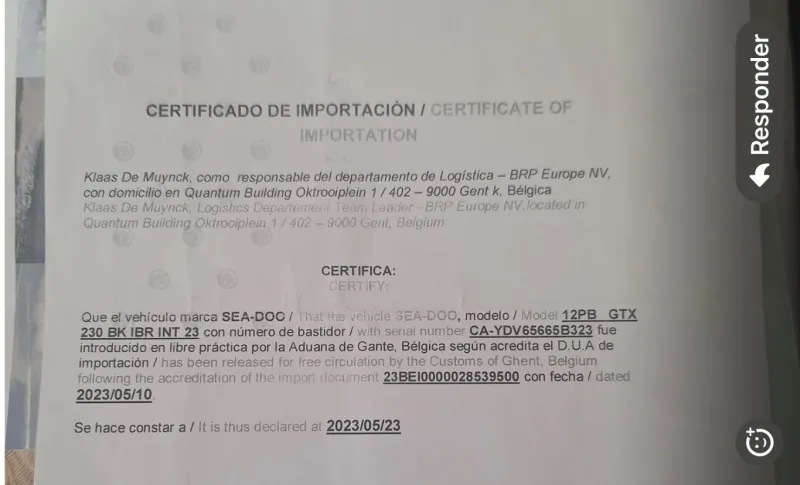 CERTIFICADO DE IMPORTACIÒN / CERTIFICATE OF
IMPORTATION
Klaas De Muynck, como responsable del departamento de Logística – BRP Europe NV,
con domicilio en Quantum Building Oktrooiplein 1 / 402 – 9000 Gent k, Bélgica
Klaas De Muynck, Logistics Departement Team Leader - BRP Europe NV,located in
Quantum Building Oktrooiplein 1 / 402 – 9000 Gent, Belgium
CERTIFICA:
CERTIFY:
Que el vehículo marca SEA-DOC / That the vehicle SEA-DOO, modelo / Model 12PB GTX
230 BK IBR INT 23 con número de bastidor / with serial number CA-YDV65665B323 fue
introducido en libre práctica por la Aduana de Gante, Bélgica según acredita el D.U.A de
importación / has been released for free circulation by the Customs of Ghent, Belgium
following the accreditation of the import document 23BEI0000028539500 con fecha / dated
2023/05/10.
Se hace constar a / It is thus declared at 2023/05/23
Responder